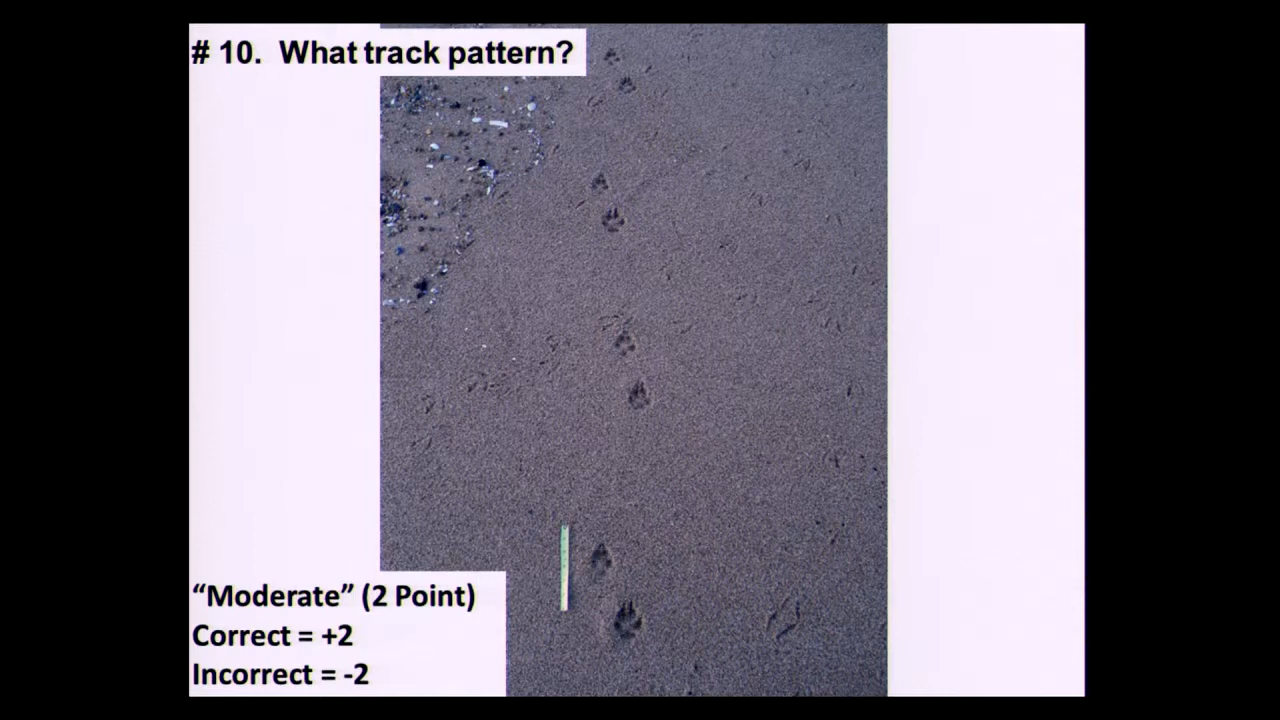 # 10. What track pattern?
“Moderate” (2 Point)
Correct = +2
Incorrect = -2